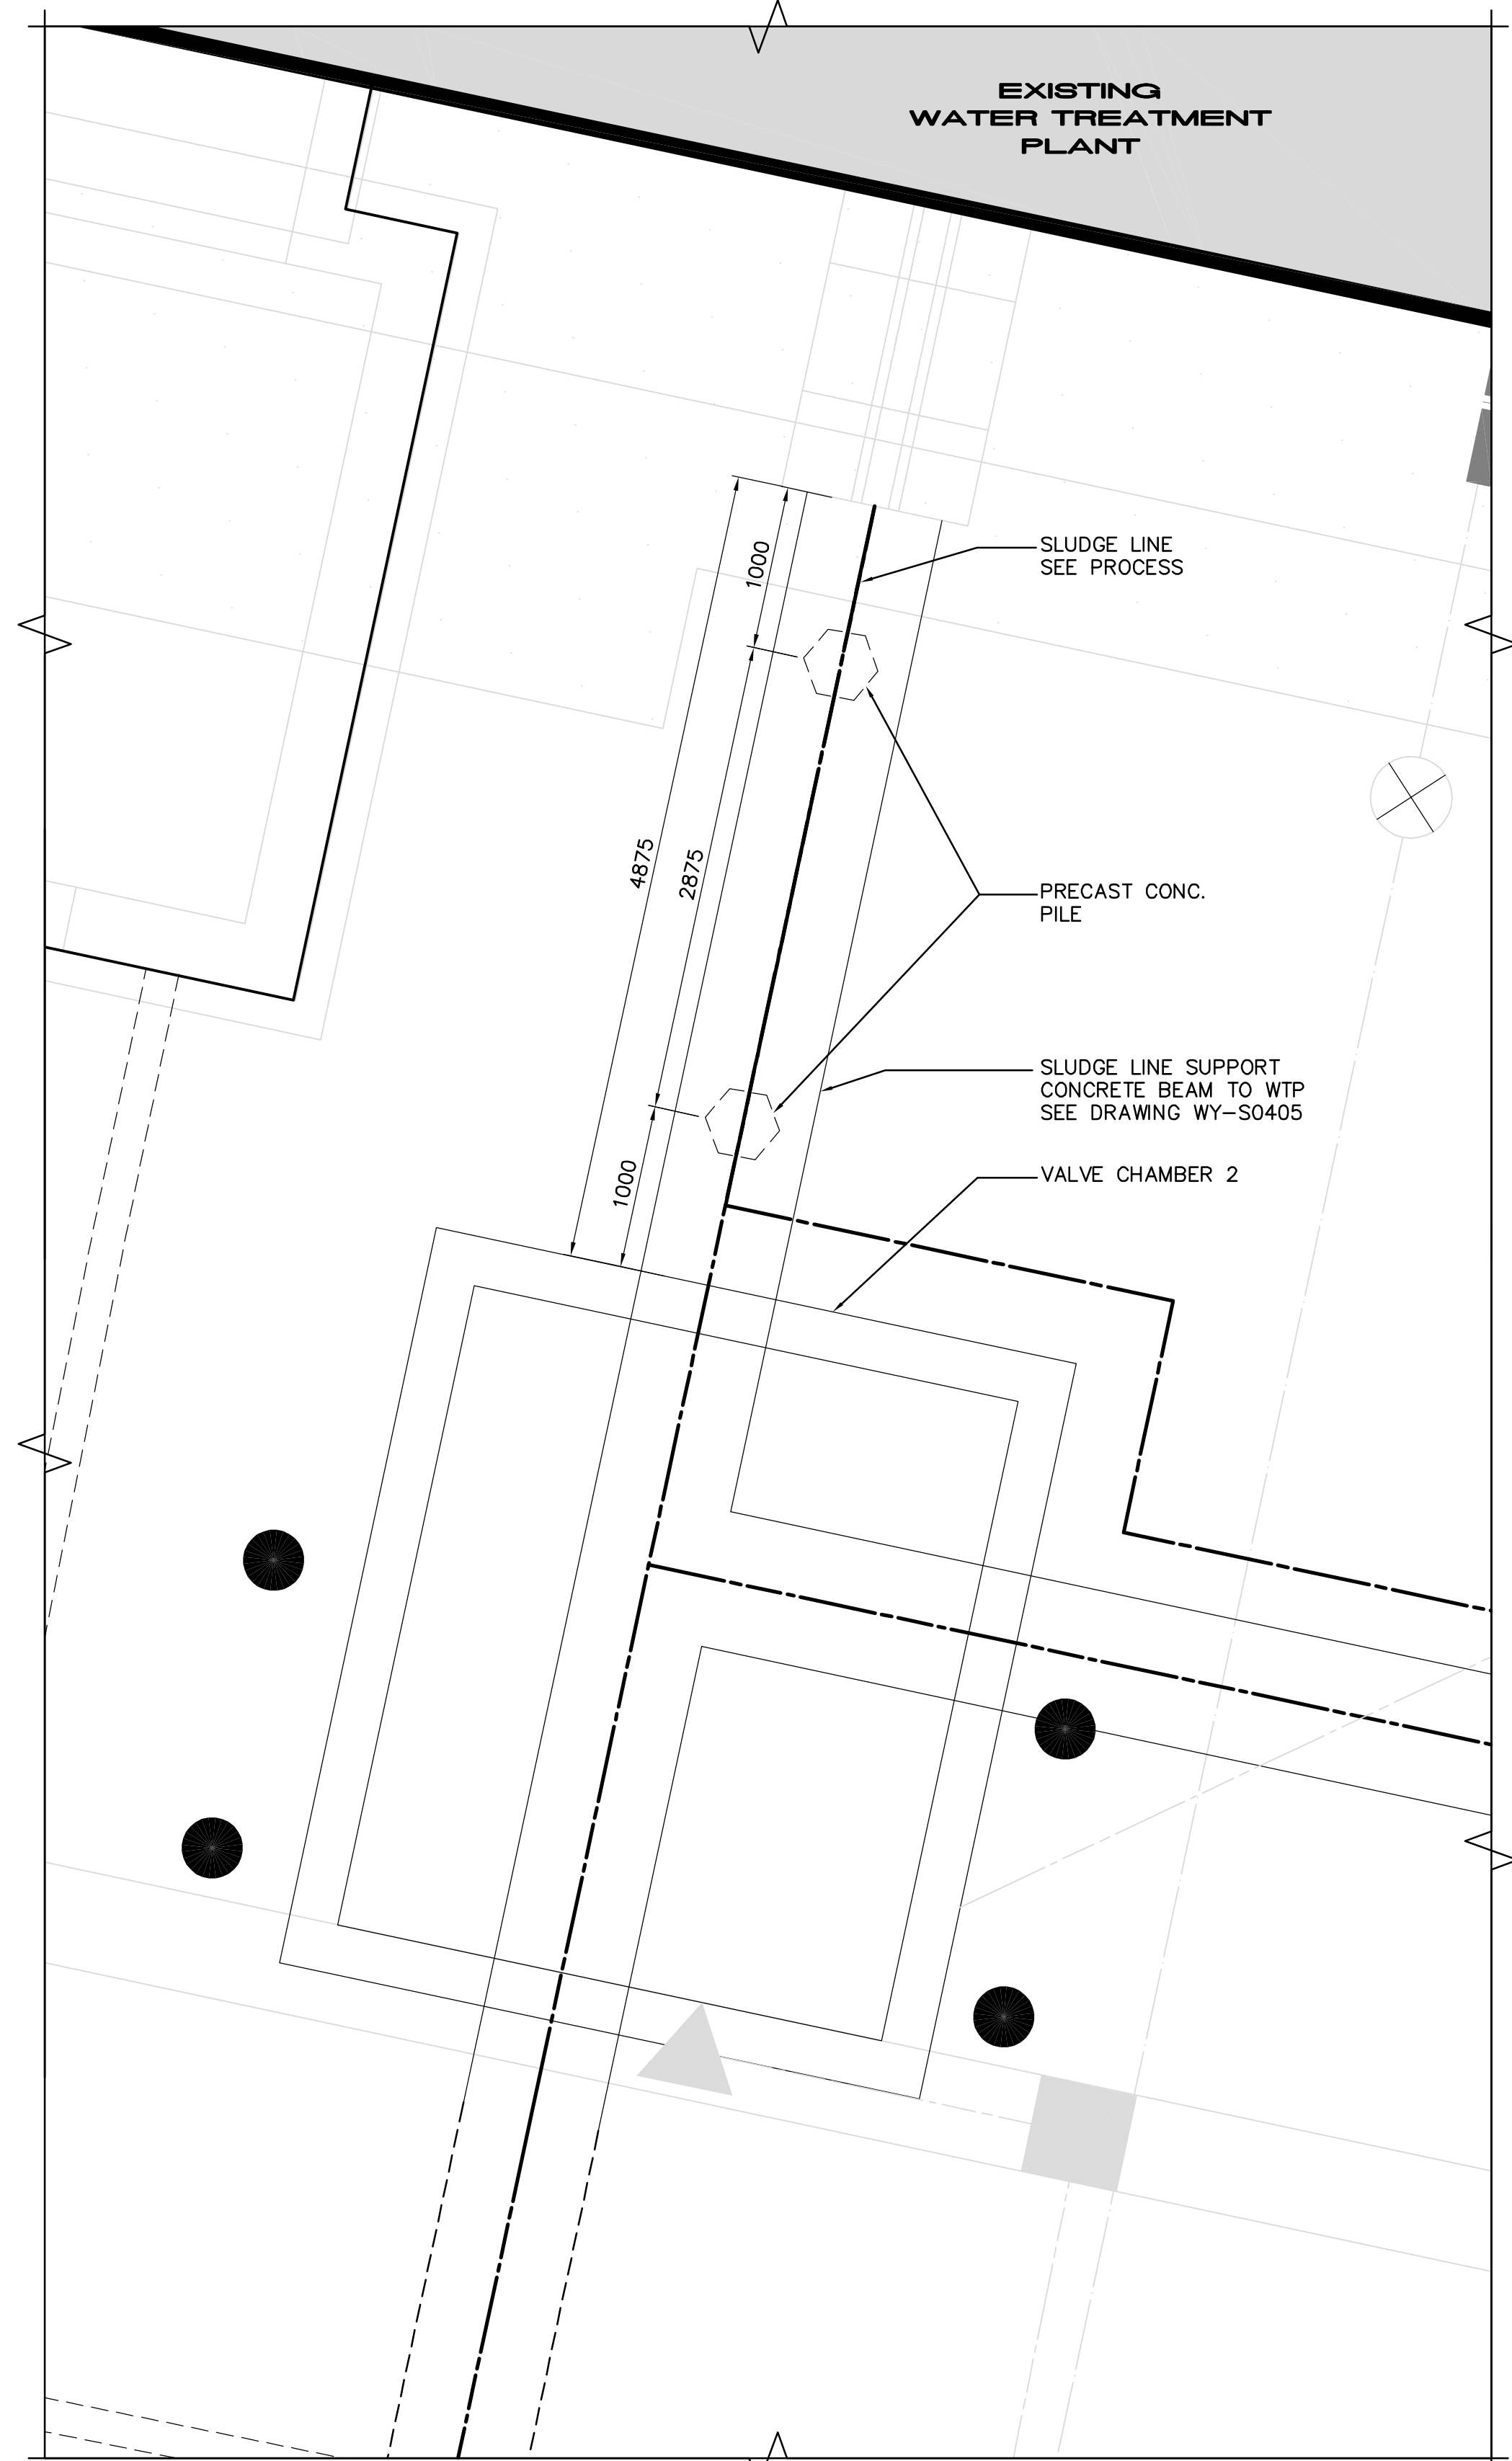 EXISTING
WATER TREATMENT
PLANT
1000
SLUDGE LINE
SEE PROCESS
4875
2875
PRECAST CONC.
PILE
SLUDGE LINE SUPPORT
CONCRETE BEAM TO WTP
SEE DRAWING WY-S0405
1000
VALVE CHAMBER 2